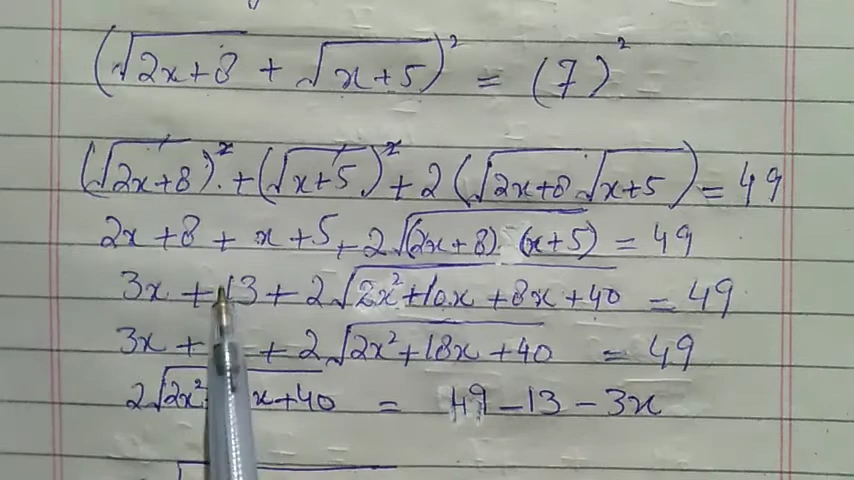 (√2x+8 + √x+5)² = (7)²
(√2x+8)² + (√x+5)² + 2(√2x+8 √x+5) = 49
2x+8 + x+5 + 2√(2x+8) (x+5) = 49
3x + 13 + 2√2x²+10x+8x+40 = 49
3x + + 2√2x²+18x+40 = 49
2√2x² x+40 = 49-13-3x